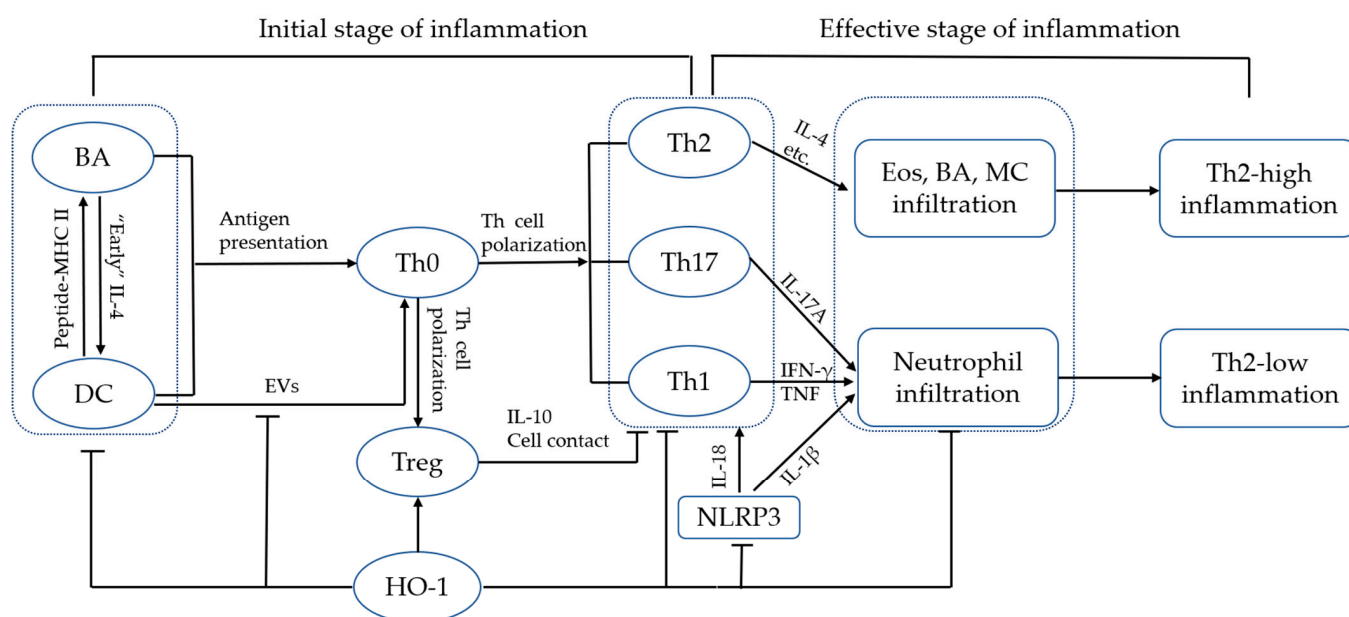 Initial stage of inflammation
Effective stage of inflammation
BA
Peptide-MHC II
“Early” IL-4
DC
Antigen
presentation
EVs
Th0
Th cell
polarization
Th cell
polarization
Treg
IL-10
Cell contact
HO-1
Th2
Th17
Th1
IL-4
etc.
IL-17A
IFN-γ
TNF
IL-18
IL-1β
NLRP3
Eos, BA, MC
infiltration
Neutrophil
infiltration
Th2-high
inflammation
Th2-low
inflammation